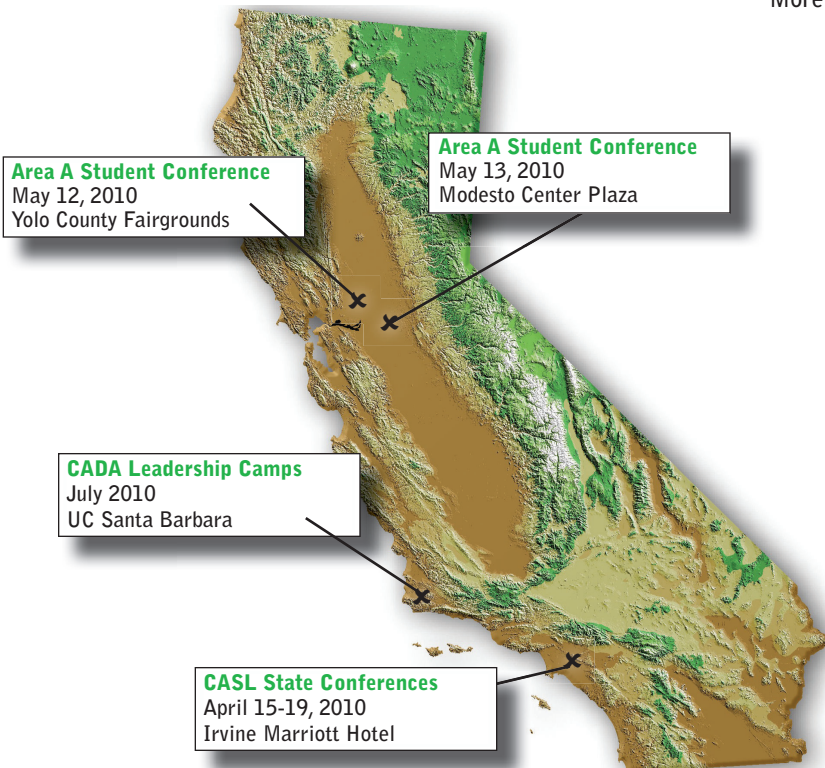 More
Area A Student Conference
May 12, 2010
Yolo County Fairgrounds
Area A Student Conference
May 13, 2010
Modesto Center Plaza
CADA Leadership Camps
July 2010
UC Santa Barbara
CASL State Conferences
April 15-19, 2010
Irvine Marriott Hotel